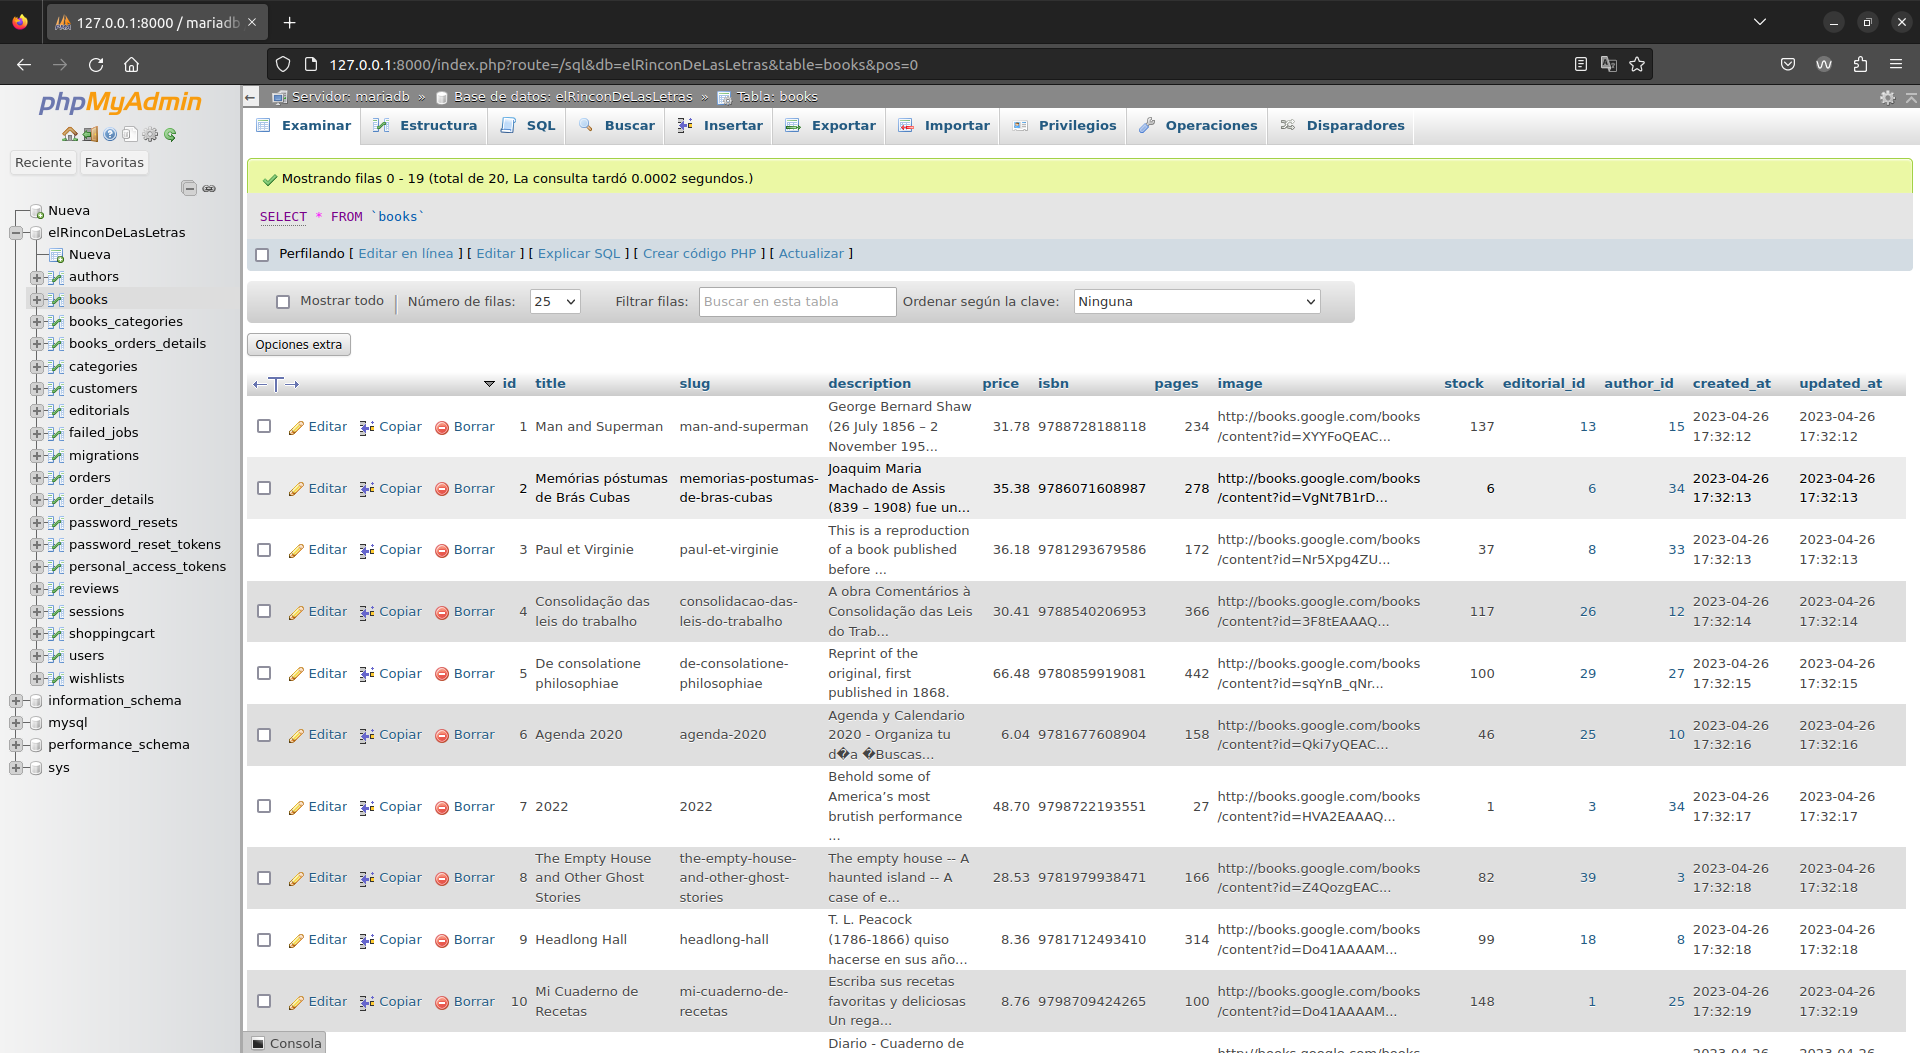 127.0.0.1:8000 / mariadb
127.0.0.1:8000/index.php?route=/sql&db=elRinconDeLasLetras&table=books&pos=0
phpMyAdmin
Reciente Favoritas
Nueva
elRinconDeLasLetras
Nueva
authors
books
books_categories
books_orders_details
categories
customers
editorials
failed_jobs
migrations
orders
order_details
password_resets
password_reset_tokens
personal_access_tokens
reviews
sessions
shoppingcart
users
wishlists
information_schema
mysql
performance_schema
sys
Servidor: mariadb » Base de datos: elRinconDeLasLetras » Tabla: books
Examinar Estructura SQL Buscar Insertar Exportar Importar Privilegios Operaciones Disparadores
Mostrando filas 0 - 19 (total de 20, La consulta tardó 0.0002 segundos.)
SELECT * FROM `books`
Perfilando [ Editar en línea ] [ Editar ] [ Explicar SQL ] [ Crear código PHP ] [ Actualizar ]
Mostrar todo Número de filas: 25 Filtrar filas: Buscar en esta tabla Ordenar según la clave: Ninguna
Opciones extra
←T→ id title slug description price isbn pages image stock editorial_id author_id created_at updated_at
George Bernard Shaw
(26 July 1856 – 2
November 195...
Editar Copiar Borrar 1 Man and Superman man-and-superman 31.78 9788728188118 234 http://books.google.com/books
/content?id=XYYFoQEAC... 137 13 15 2023-04-26
17:32:12 2023-04-26
17:32:12
Joaquim Maria
Machado de Assis
(839 – 1908) fue un...
Editar Copiar Borrar 2 Memórias póstumas
de Brás Cubas memorias-postumas-
de-bras-cubas 35.38 9786071608987 278 http://books.google.com/books
/content?id=VgNt7B1rD... 6 6 34 2023-04-26
17:32:13 2023-04-26
17:32:13
This is a reproduction
of a book published
before ...
Editar Copiar Borrar 3 Paul et Virginie paul-et-virginie 36.18 9781293679586 172 http://books.google.com/books
/content?id=Nr5Xpg4ZU... 37 8 33 2023-04-26
17:32:13 2023-04-26
17:32:13
A obra Comentários à
Consolidação das Leis
do Trab...
Editar Copiar Borrar 4 Consolidação das
leis do trabalho consolidacao-das-
leis-do-trabalho 30.41 9788540206953 366 http://books.google.com/books
/content?id=3F8tEAAAQ... 117 26 12 2023-04-26
17:32:14 2023-04-26
17:32:14
Reprint of the
original, first
published in 1868.
Editar Copiar Borrar 5 De consolatione
philosophiae de-consolatione-
philosophiae 66.48 9780859919081 442 http://books.google.com/books
/content?id=sqYnB_qNr... 100 29 27 2023-04-26
17:32:15 2023-04-26
17:32:15
Agenda y Calendario
2020 - Organiza tu
d�a �Buscas...
Editar Copiar Borrar 6 Agenda 2020 agenda-2020 6.04 9781677608904 158 http://books.google.com/books
/content?id=Qki7yQEAC... 46 25 10 2023-04-26
17:32:16 2023-04-26
17:32:16
Behold some of
America’s most
brutish performance
...
Editar Copiar Borrar 7 2022 2022 48.70 9798722193551 27 http://books.google.com/books
/content?id=HVA2EAAAQ... 1 3 34 2023-04-26
17:32:17 2023-04-26
17:32:17
The empty house -- A
haunted island -- A
case of e...
Editar Copiar Borrar 8 The Empty House
and Other Ghost
Stories the-empty-house-
and-other-ghost-
stories 28.53 9781979938471 166 http://books.google.com/books
/content?id=Z4QozgEAC... 82 39 3 2023-04-26
17:32:18 2023-04-26
17:32:18
T. L. Peacock
(1786-1866) quiso
hacerse en sus año...
Editar Copiar Borrar 9 Headlong Hall headlong-hall 8.36 9781712493410 314 http://books.google.com/books
/content?id=Do41AAAAM... 99 18 8 2023-04-26
17:32:18 2023-04-26
17:32:18
Escriba sus recetas
favoritas y deliciosas
Un rega...
Editar Copiar Borrar 10 Mi Cuaderno de
Recetas mi-cuaderno-de-
recetas 8.76 9798709424265 100 http://books.google.com/books
/content?id=Do41AAAAM... 148 1 25 2023-04-26
17:32:19 2023-04-26
17:32:19
Diario - Cuaderno de
Consola